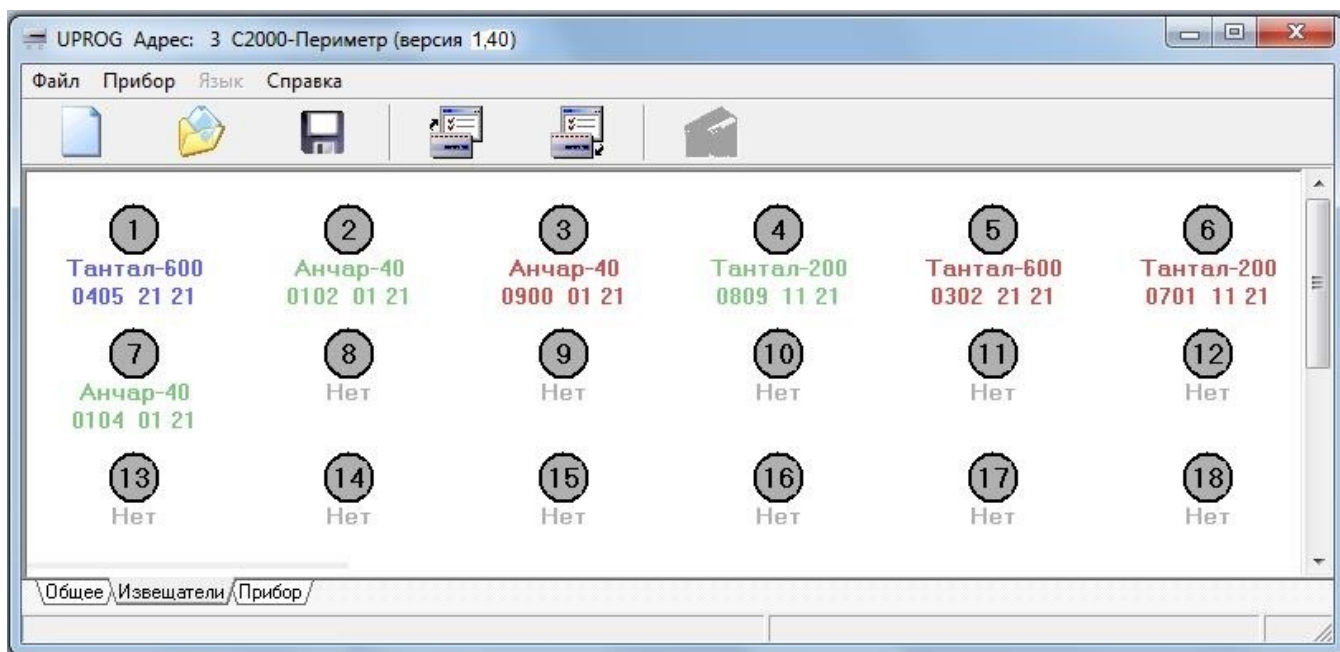 UPROG Адрес: 3 С2000-Периметр (версия 1,40)
Файл Прибор Язык Справка
1 2 3 4 5 6
Тантал-600 Анчар-40 Анчар-40 Тантал-200 Тантал-600 Тантал-200
0405 21 21 0102 01 21 0900 01 21 0809 11 21 0302 21 21 0701 11 21
7 8 9 10 11 12
Анчар-40 Нет Нет Нет Нет Нет
0104 01 21
13 14 15 16 17 18
Нет Нет Нет Нет Нет Нет
Общее Извещатели Прибор